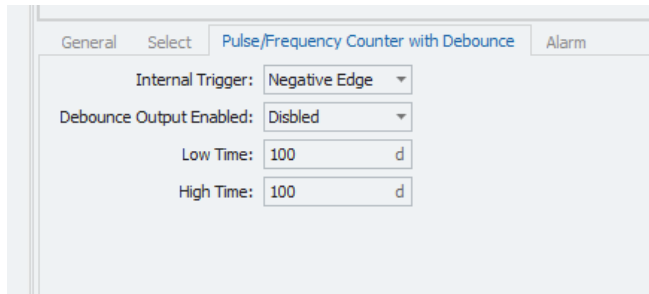 General Select Pulse/Frequency Counter with Debounce Alarm
Internal Trigger: Negative Edge
Debounce Output Enabled: Disbled
Low Time: 100 d
High Time: 100 d